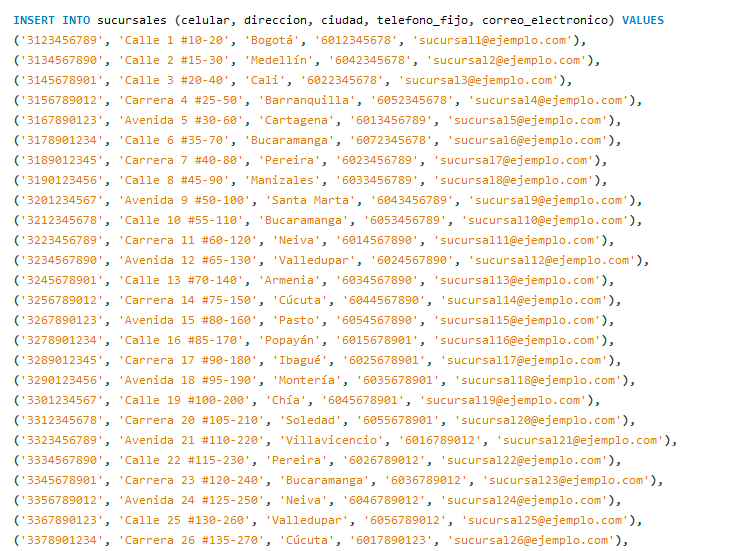 INSERT INTO sucursales (celular, direccion, ciudad, telefono_fijo, correo_electronico) VALUES
('3123456789', 'Calle 1 #10-20', 'Bogotá', '6012345678', 'sucursal1@ejemplo.com'),
('3134567890', 'Calle 2 #15-30', 'Medellín', '6042345678', 'sucursal2@ejemplo.com'),
('3145678901', 'Calle 3 #20-40', 'Cali', '6022345678', 'sucursal3@ejemplo.com'),
('3156789012', 'Carrera 4 #25-50', 'Barranquilla', '6052345678', 'sucursal4@ejemplo.com'),
('3167890123', 'Avenida 5 #30-60', 'Cartagena', '6013456789', 'sucursal5@ejemplo.com'),
('3178901234', 'Calle 6 #35-70', 'Bucaramanga', '6072345678', 'sucursal6@ejemplo.com'),
('3189012345', 'Carrera 7 #40-80', 'Pereira', '6023456789', 'sucursal7@ejemplo.com'),
('3190123456', 'Calle 8 #45-90', 'Manizales', '6033456789', 'sucursal8@ejemplo.com'),
('3201234567', 'Avenida 9 #50-100', 'Santa Marta', '6043456789', 'sucursal9@ejemplo.com'),
('3212345678', 'Calle 10 #55-110', 'Bucaramanga', '6053456789', 'sucursal10@ejemplo.com'),
('3223456789', 'Carrera 11 #60-120', 'Neiva', '6014567890', 'sucursal11@ejemplo.com'),
('3234567890', 'Avenida 12 #65-130', 'Valledupar', '6024567890', 'sucursal12@ejemplo.com'),
('3245678901', 'Calle 13 #70-140', 'Armenia', '6034567890', 'sucursal13@ejemplo.com'),
('3256789012', 'Carrera 14 #75-150', 'Cúcuta', '6044567890', 'sucursal14@ejemplo.com'),
('3267890123', 'Avenida 15 #80-160', 'Pasto', '6054567890', 'sucursal15@ejemplo.com'),
('3278901234', 'Calle 16 #85-170', 'Popayán', '6015678901', 'sucursal16@ejemplo.com'),
('3289012345', 'Carrera 17 #90-180', 'Ibagué', '6025678901', 'sucursal17@ejemplo.com'),
('3290123456', 'Avenida 18 #95-190', 'Montería', '6035678901', 'sucursal18@ejemplo.com'),
('3301234567', 'Calle 19 #100-200', 'Chía', '6045678901', 'sucursal19@ejemplo.com'),
('3312345678', 'Carrera 20 #105-210', 'Soledad', '6055678901', 'sucursal20@ejemplo.com'),
('3323456789', 'Avenida 21 #110-220', 'Villavicencio', '6016789012', 'sucursal21@ejemplo.com'),
('3334567890', 'Calle 22 #115-230', 'Pereira', '6026789012', 'sucursal22@ejemplo.com'),
('3345678901', 'Carrera 23 #120-240', 'Bucaramanga', '6036789012', 'sucursal23@ejemplo.com'),
('3356789012', 'Avenida 24 #125-250', 'Neiva', '6046789012', 'sucursal24@ejemplo.com'),
('3367890123', 'Calle 25 #130-260', 'Valledupar', '6056789012', 'sucursal25@ejemplo.com'),
('3378901234', 'Carrera 26 #135-270', 'Cúcuta', '6017890123', 'sucursal26@ejemplo.com'),